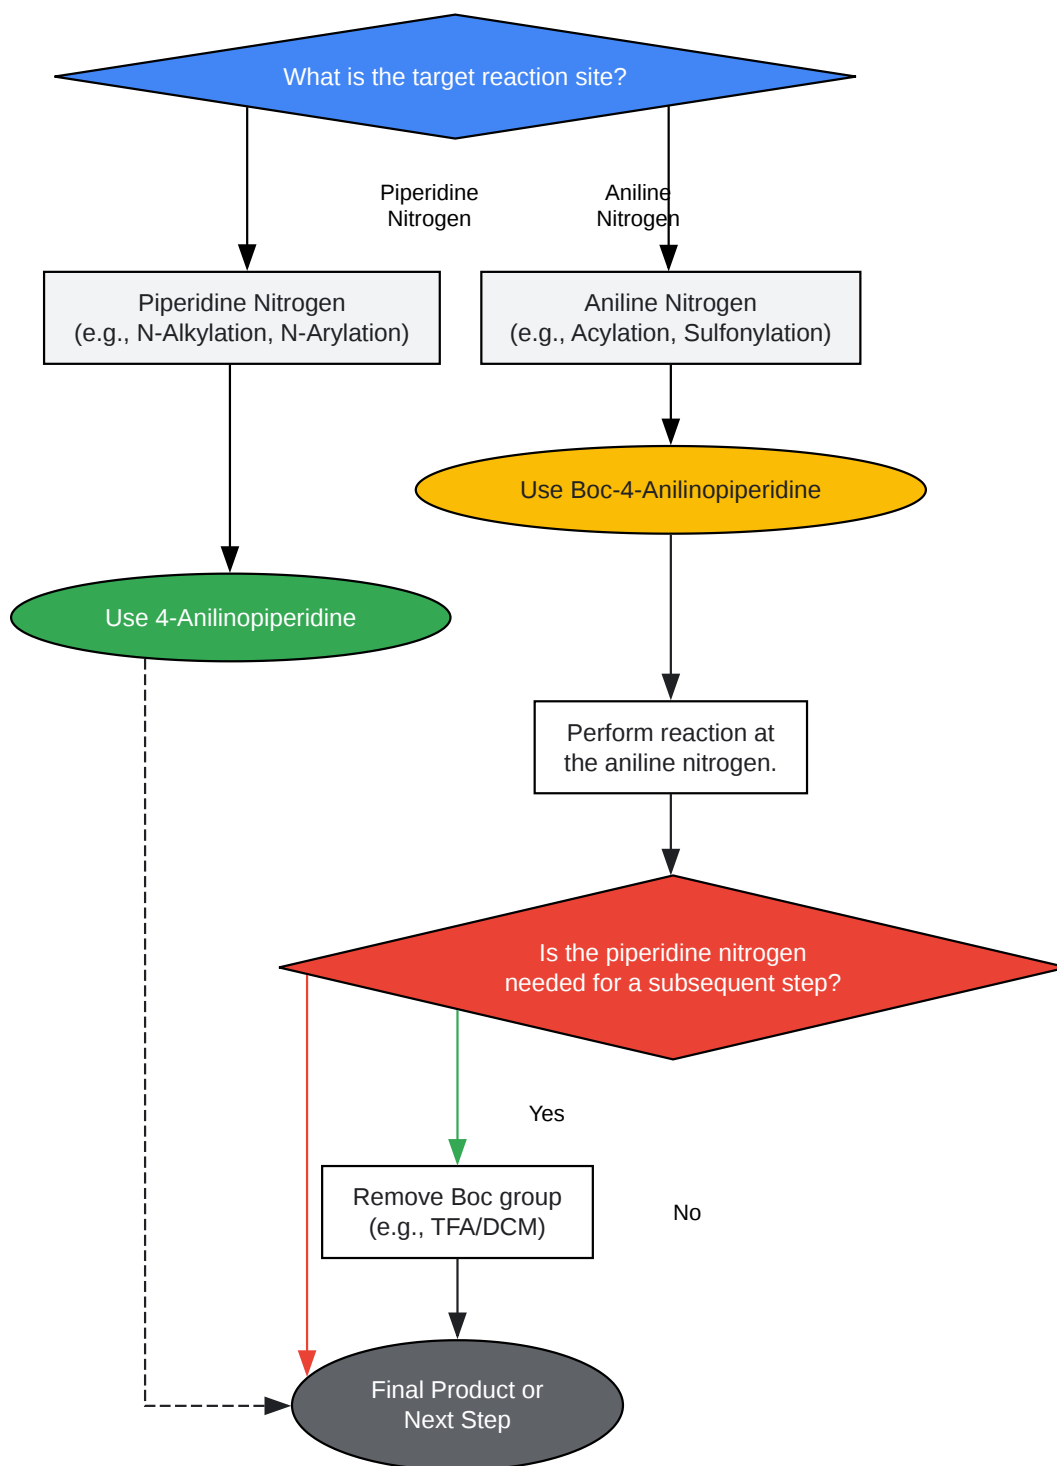 What is the target reaction site?
Piperidine
Nitrogen
Aniline
Nitrogen
Piperidine Nitrogen
(e.g., N-Alkylation, N-Arylation)
Aniline Nitrogen
(e.g., Acylation, Sulfonylation)
Use Boc-4-Anilinopiperidine
Use 4-Anilinopiperidine
Perform reaction at
the aniline nitrogen.
Is the piperidine nitrogen
needed for a subsequent step?
Yes
Remove Boc group
(e.g., TFA/DCM)
No
Final Product or
Next Step